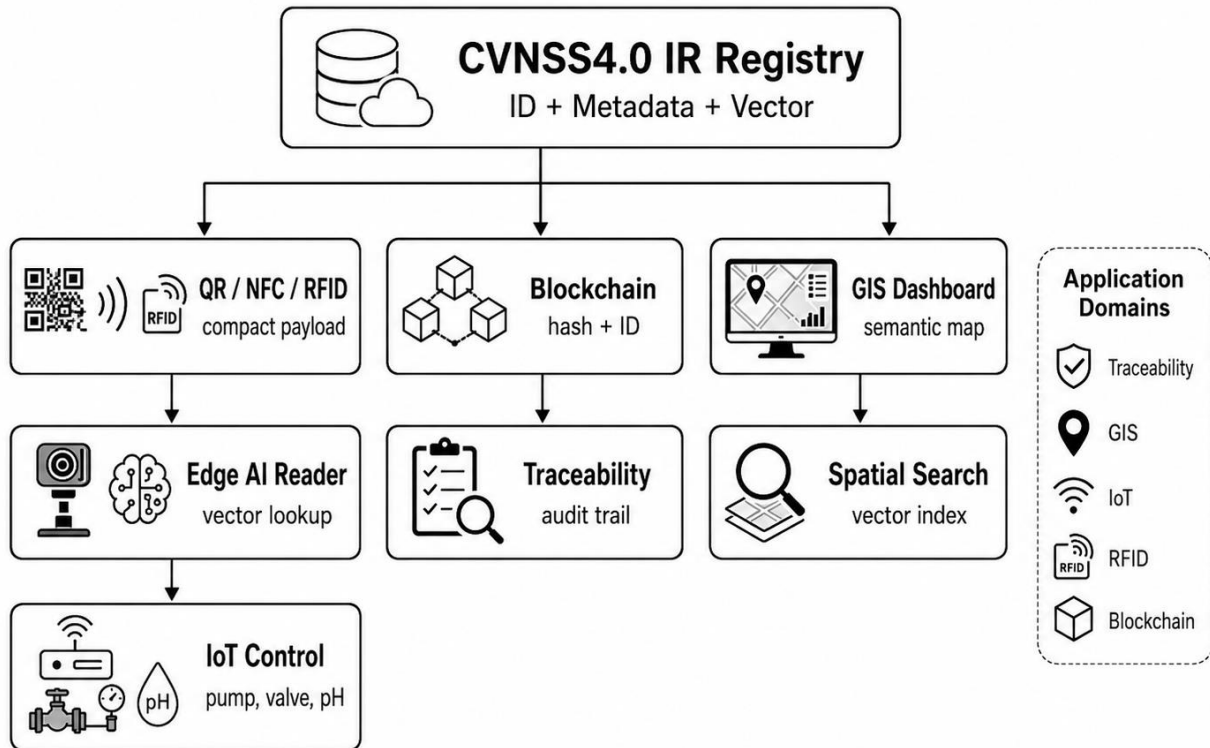 CVNSS4.0 IR Registry
ID + Metadata + Vector
RFID
QR / NFC / RFID
compact payload
Blockchain
hash + ID
GIS Dashboard
semantic map
Edge AI Reader
vector lookup
Traceability
audit trail
Spatial Search
vector index
pH
IoT Control
pump, valve, pH
Application
Domains
Traceability
GIS
IoT
RFID
RFID
Blockchain